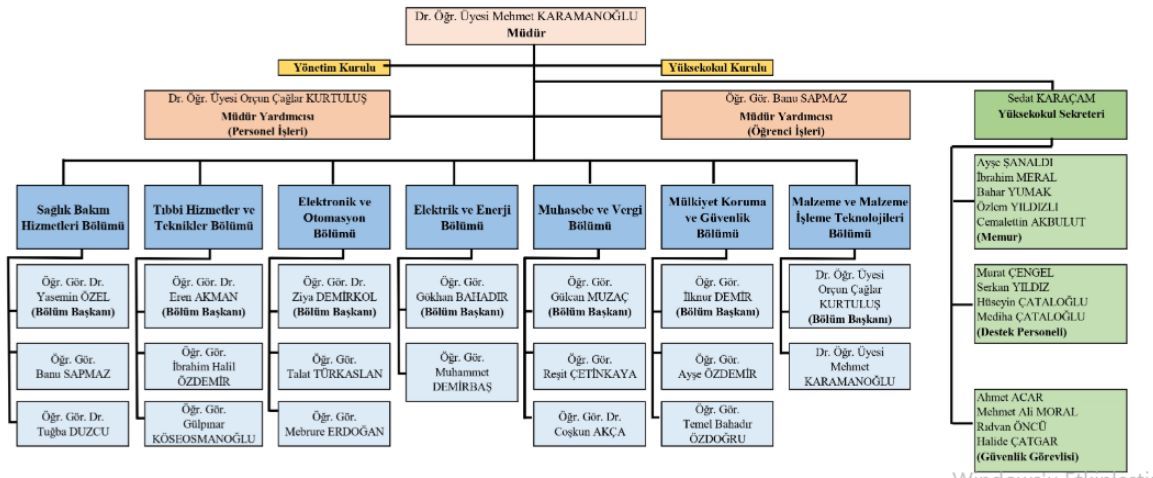 Dr. Öğr. Üyesi Mehmet KARAMANOĞLU
Müdür
Yönetim Kurulu
Yüksekokul Kurulu
Dr. Öğr. Üyesi Orçun Çağlar KURTULUŞ
Müdür Yardımcısı
(Personel İşleri)
Öğr. Gör. Banu SAPMAZ
Müdür Yardımcısı
(Öğrenci İşleri)
Sedat KARAÇAM
Yüksekokul Sekreteri
Sağlık Bakım
Hizmetleri Bölümü
Öğr. Gör. Dr.
Yasemin ÖZEL
(Bölüm Başkanı)
Öğr. Gör.
Banu SAPMAZ
Öğr. Gör. Dr.
Tuğba DUZCU
Tıbbi Hizmetler ve
Teknikler Bölümü
Öğr. Gör. Dr.
Eren AKMAN
(Bölüm Başkanı)
Öğr. Gör.
İbrahim Halil
ÖZDEMİR
Öğr. Gör.
Gülpınar
KÖSEOSMANOĞLU
Elektronik ve
Otomasyon
Bölümü
Öğr. Gör. Dr.
Ziya DEMİRKOL
(Bölüm Başkanı)
Öğr. Gör.
Talat TÜRKASLAN
Öğr. Gör.
Mebrure ERDOĞAN
Elektrik ve Enerji
Bölümü
Öğr. Gör.
Gökhan BAHADIR
(Bölüm Başkanı)
Öğr. Gör.
Muhammet
DEMİRBAŞ
Muhasebe ve Vergi
Bölümü
Öğr. Gör.
Gülcan MUZAÇ
(Bölüm Başkanı)
Öğr. Gör.
Reşit ÇETİNKAYA
Öğr. Gör. Dr.
Coşkun AKÇA
Mülkiyet Koruma
ve Güvenlik
Bölümü
Öğr. Gör.
İlknur DEMİR
(Bölüm Başkanı)
Öğr. Gör.
Ayşe ÖZDEMİR
Öğr. Gör.
Temel Bahadır
ÖZDOĞRU
Malzeme ve Malzeme
İşleme Teknolojileri
Bölümü
Dr. Öğr. Üyesi
Orçun Çağlar
KURTULUŞ
(Bölüm Başkanı)
Dr. Öğr. Üyesi
Mehmet
KARAMANOĞLU
Ayşe ŞANALDI
İbrahim MERAL
Bahar YUMAK
Özlem YILDIZLI
Cemalettin AKBULUT
(Memur)
Murat ÇENGEL
Serkan YILDIZ
Hüseyin ÇATALOĞLU
Mediha ÇATALOĞLU
(Destek Personeli)
Ahmet ACAR
Mehmet Ali MORAL
Rıdvan ÖNCÜ
Halide ÇATGAR
(Güvenlik Görevlisi)